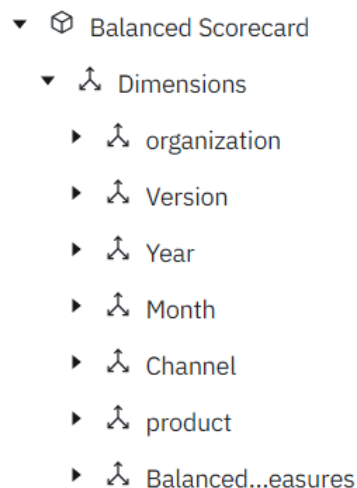 Balanced Scorecard
Dimensions
organization
Version
Year
Month
Channel
product
Balanced...easures